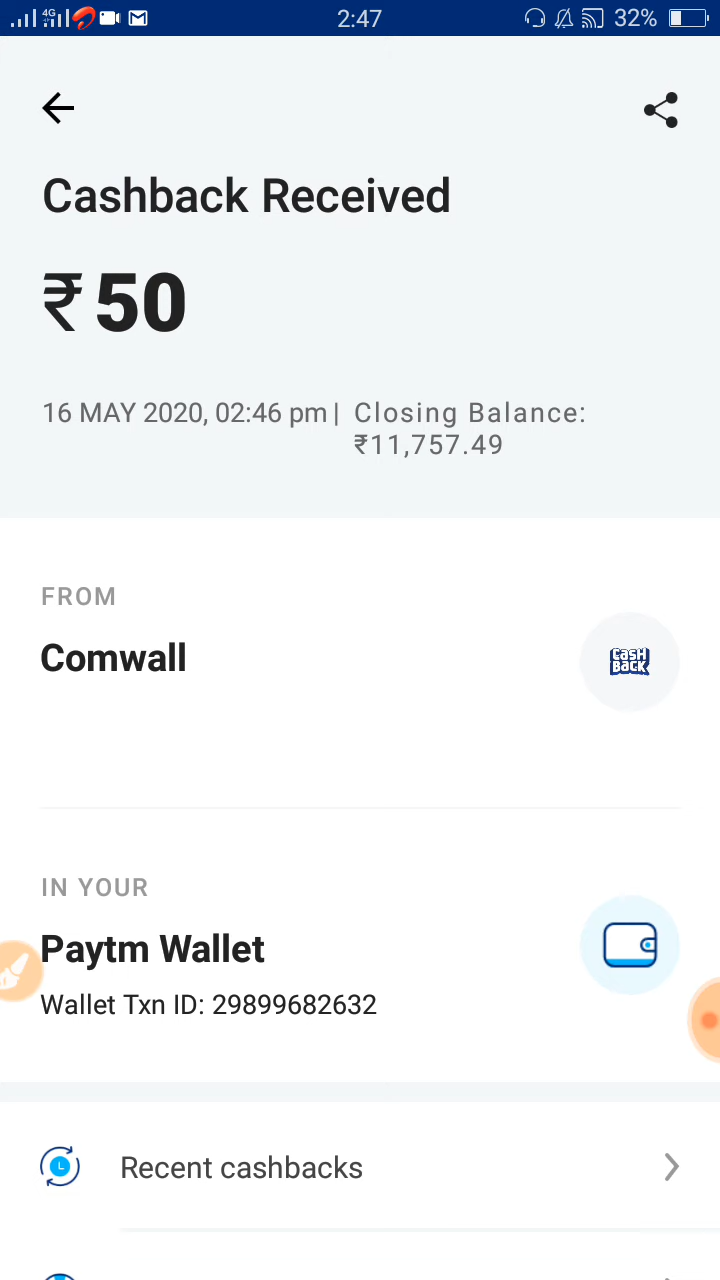 4G
2:47
32%
Cashback Received
₹50
16 MAY 2020, 02:46 pm | Closing Balance:
₹11,757.49
FROM
Comwall
CASH
BACK
IN YOUR
Paytm Wallet
Wallet Txn ID: 29899682632
Recent cashbacks